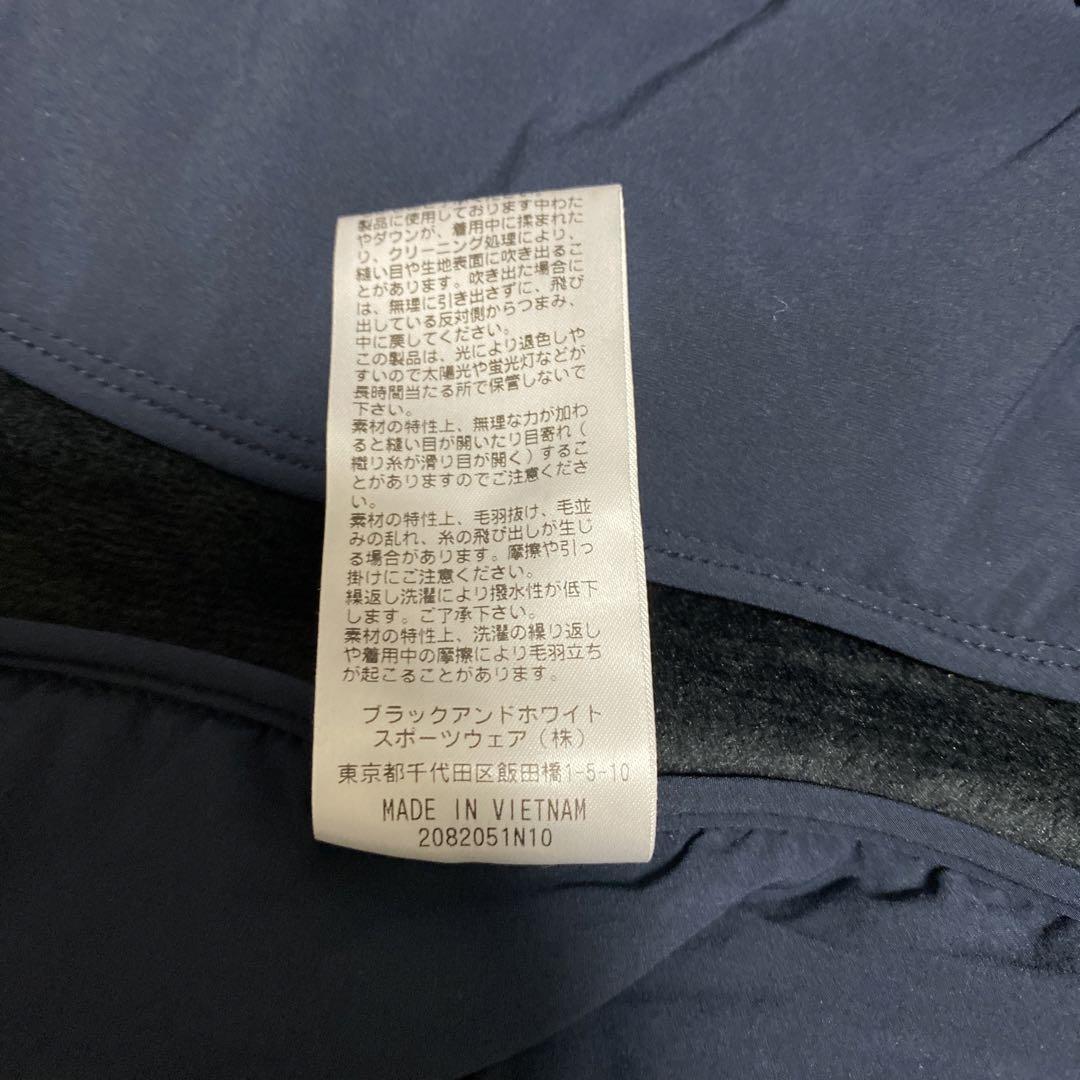 製品に使用しております中わた
やダウンが、着用中に揉まれた
り、クリーニング処理により、
縫い目や生地表面に吹き出るこ
とがあります。吹き出た場合に
は、無理に引き出さずに、飛び
出している反対側からつまみ、
中に戻してください。
この製品は、光により退色しや
すいので太陽光や蛍光灯などが
長時間当たる所で保管しないで
下さい。
素材の特性上、無理な力が加わ
ると縫い目が開いたり目寄れ（
織り糸が滑り目が開く）するこ
とがありますのでご注意くださ
い。
素材の特性上、毛羽抜け、毛並
みの乱れ、糸の飛び出しが生じ
る場合があります。摩擦や引っ
掛けにご注意ください。
繰返し洗濯により撥水性が低下
します。ご了承下さい。
素材の特性上、洗濯の繰り返し
や着用中の摩擦により毛羽立ち
が起こることがあります。
ブラックアンドホワイト
スポーツウェア（株）
東京都千代田区飯田橋1-5-10
MADE IN VIETNAM
2082051N10